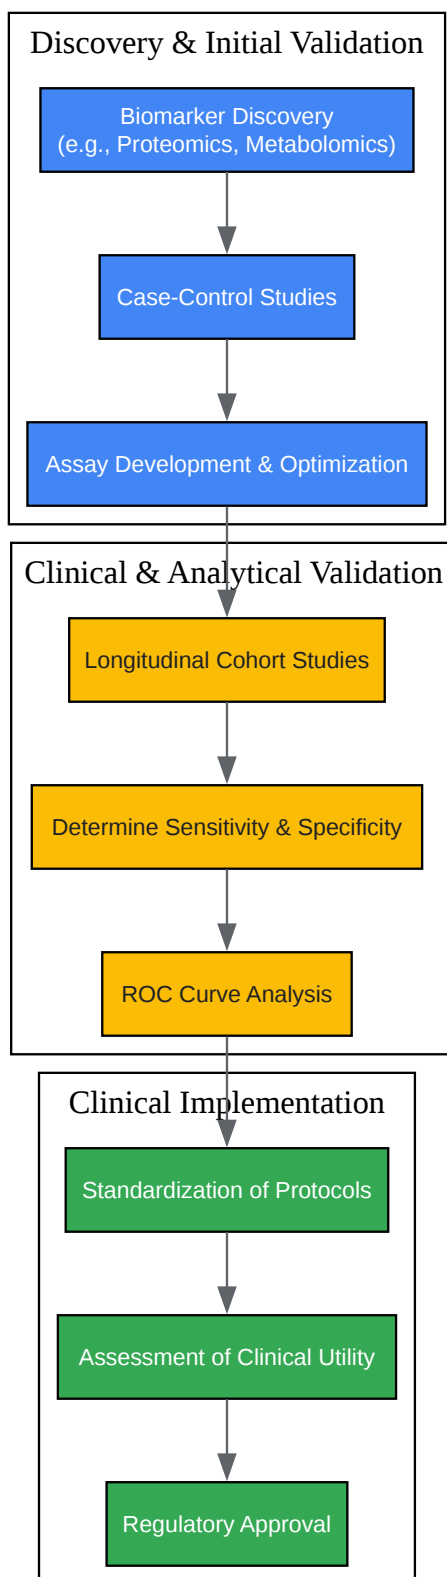 Discovery & Initial Validation
Biomarker Discovery
(e.g., Proteomics, Metabolomics)
Case-Control Studies
Assay Development & Optimization
Clinical & Analytical Validation
Longitudinal Cohort Studies
Determine Sensitivity & Specificity
ROC Curve Analysis
Clinical Implementation
Standardization of Protocols
Assessment of Clinical Utility
Regulatory Approval